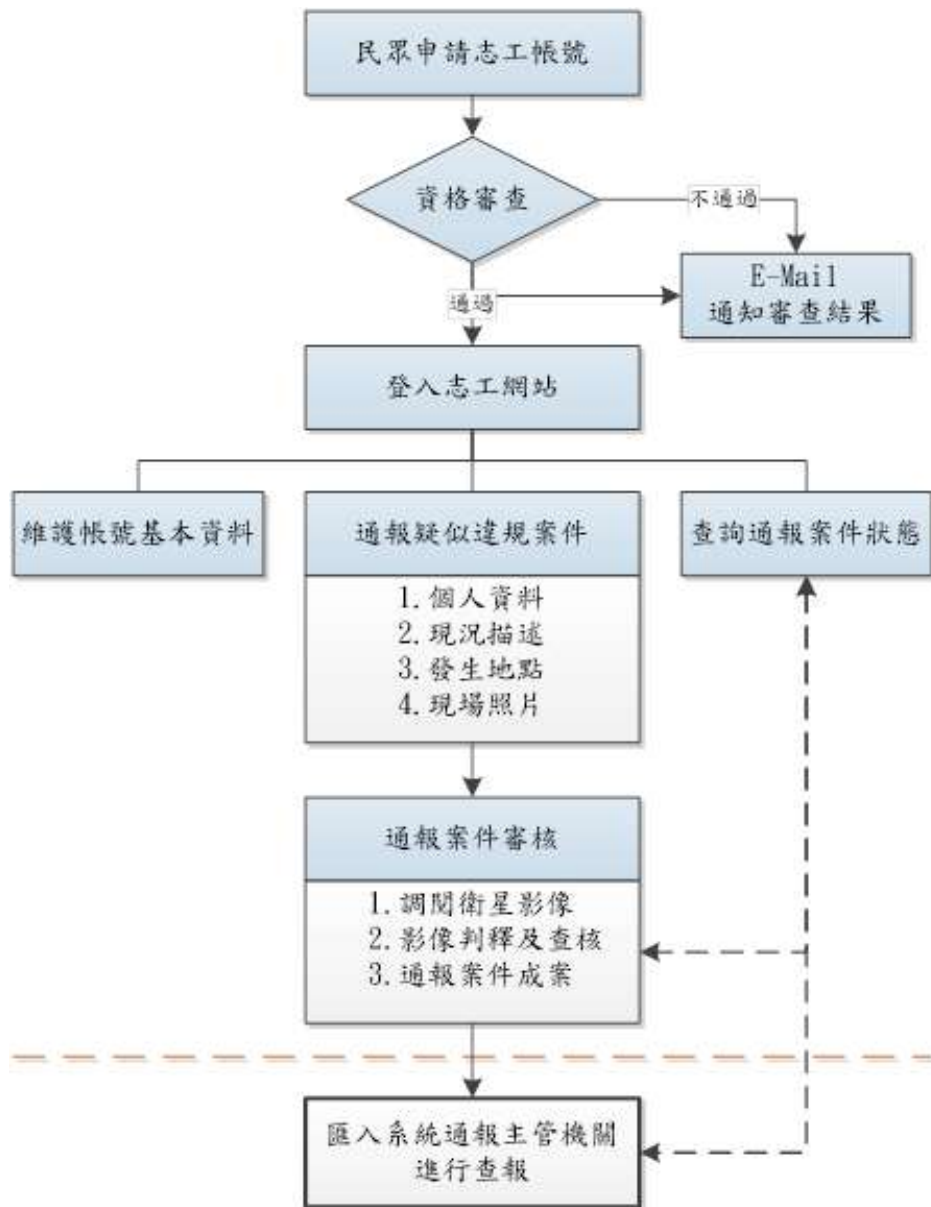 民眾申請志工帳號
資格審查
不通過
E-Mail
通知審查結果
通過
登入志工網站
維護帳號基本資料
通報疑似違規案件
1.個人資料
2.現況描述
3.發生地點
4.現場照片
查詢通報案件狀態
通報案件審核
1.調閱衛星影像
2.影像判釋及查核
3.通報案件成案
匯入系統通報主管機關
進行查報